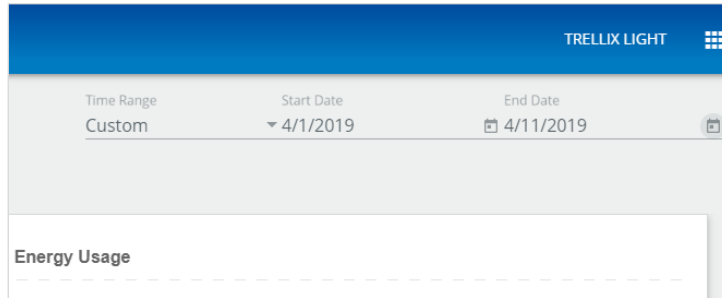 TRELLIX LIGHT
Time Range Start Date End Date
Custom 4/1/2019 4/11/2019
Energy Usage